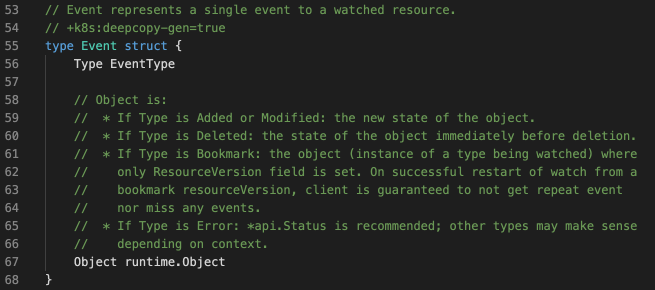 53 // Event represents a single event to a watched resource.
54 // +k8s:deepcopy-gen=true
55 type Event struct {
56     Type EventType
57
58     // Object is:
59     //  * If Type is Added or Modified: the new state of the object.
60     //  * If Type is Deleted: the state of the object immediately before deletion.
61     //  * If Type is Bookmark: the object (instance of a type being watched) where
62     //    only ResourceVersion field is set. On successful restart of watch from a
63     //    bookmark resourceVersion, client is guaranteed to not get repeat event
64     //    nor miss any events.
65     //  * If Type is Error: *api.Status is recommended; other types may make sense
66     //    depending on context.
67     Object runtime.Object
68 }